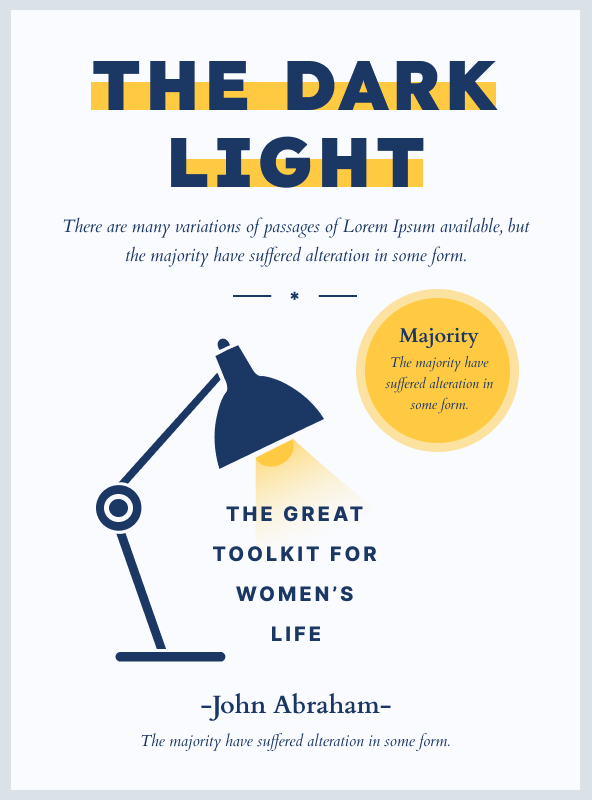 THE DARK
LIGHT
There are many variations of passages of Lorem Ipsum available, but
the majority have suffered alteration in some form.
*
Majority
The majority have
suffered alteration in
some form.
THE GREAT
TOOLKIT FOR
WOMEN’S
LIFE
-John Abraham-
The majority have suffered alteration in some form.